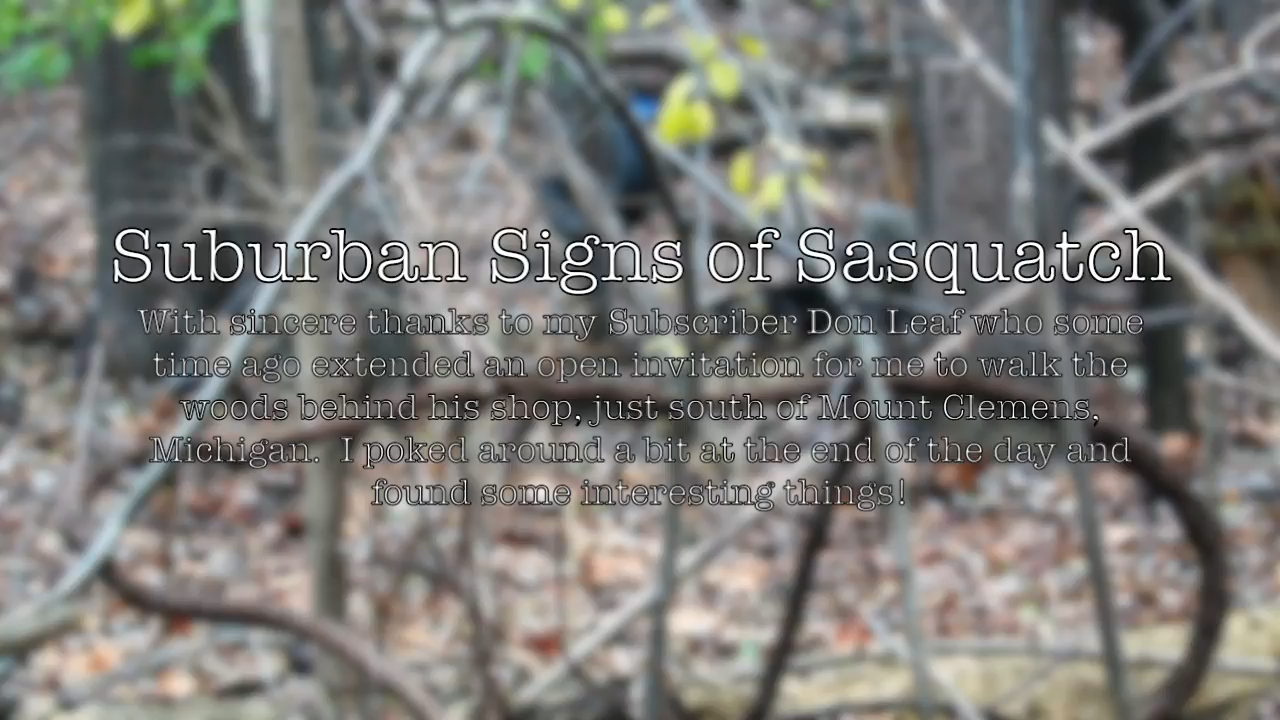 Suburban Signs of Sasquatch
With sincere thanks to my Subscriber Don Leaf who some
time ago extended an open invitation for me to walk the
woods behind his shop, just south of Mount Clemens,
Michigan.  I poked around a bit at the end of the day and
found some interesting things!